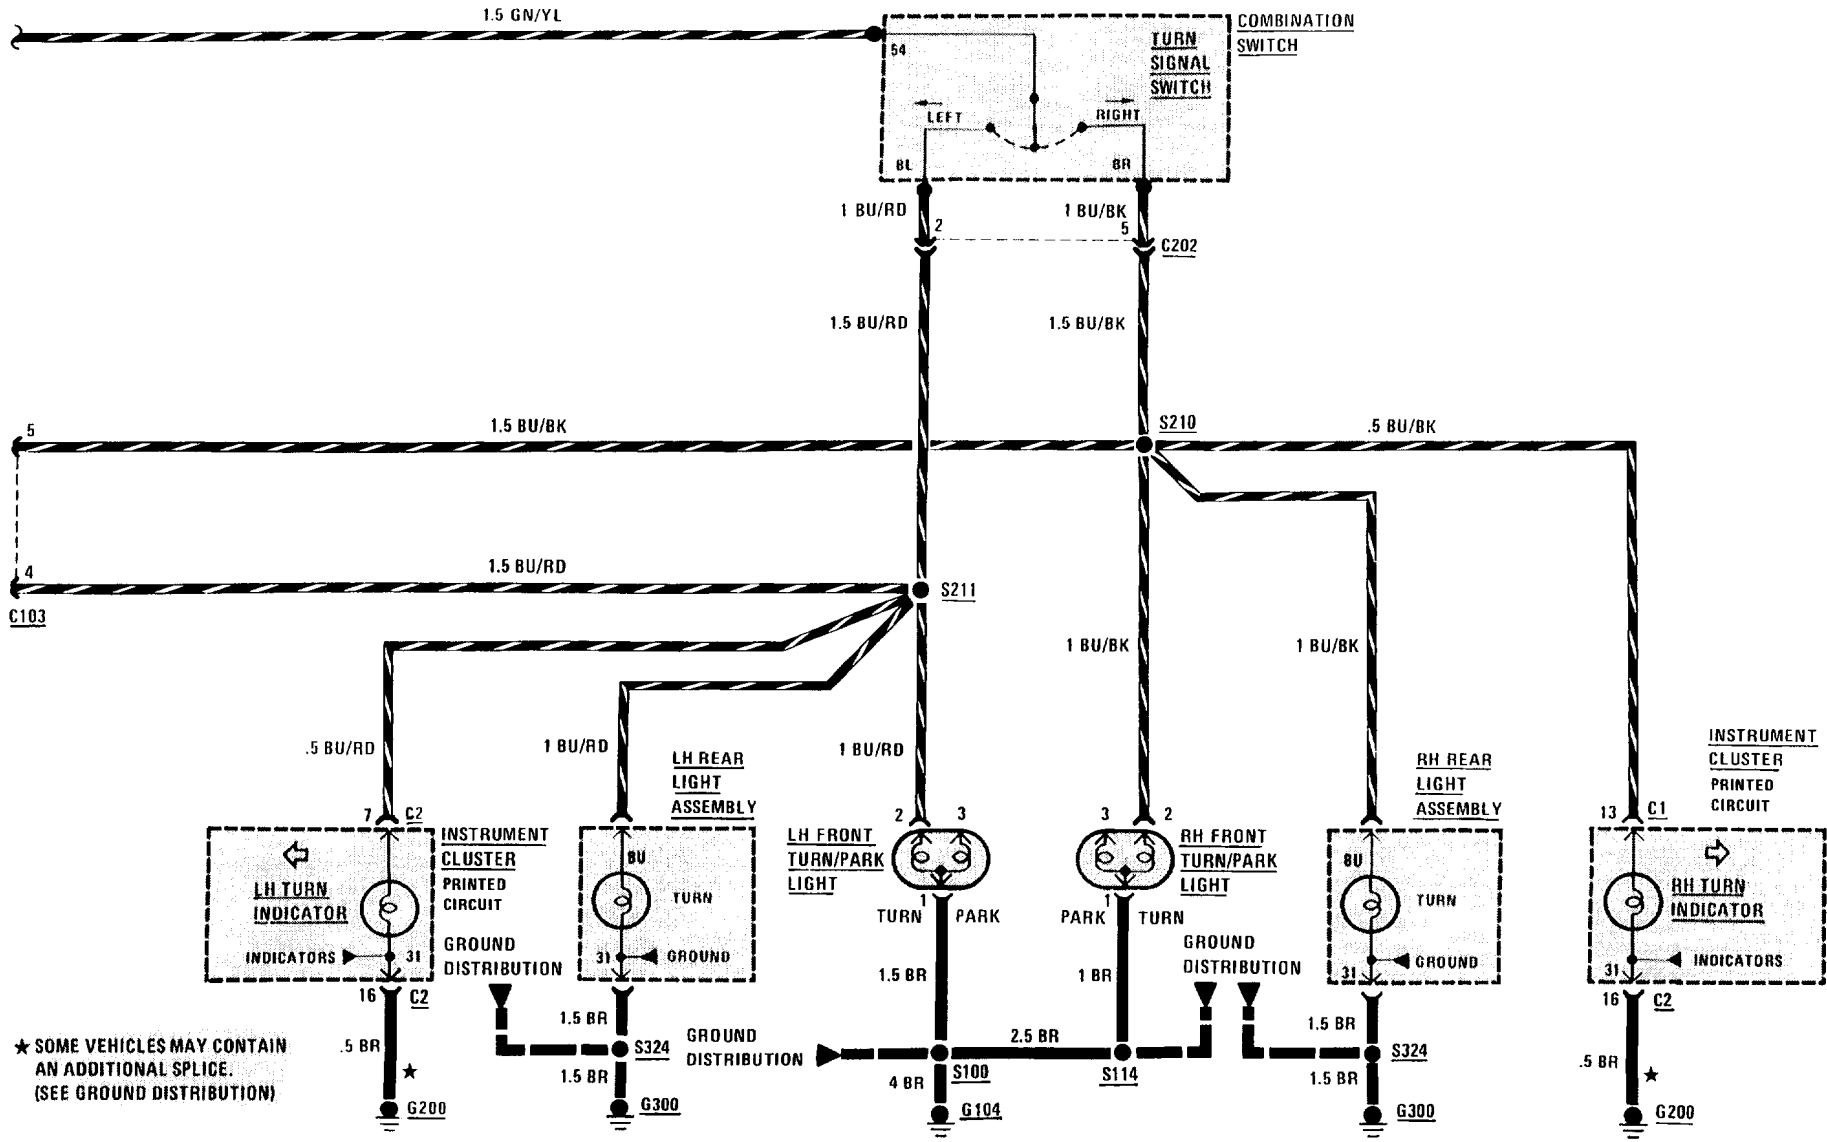 1.5 GN/YL
COMBINATION
SWITCH
54
TURN
SIGNAL
SWITCH
LEFT
RIGHT
BL
BR
1 BU/RD
1 BU/BK
2
5
C202
1.5 BU/RD
1.5 BU/BK
5
1.5 BU/BK
S210
.5 BU/BK
4
1.5 BU/RD
S211
C103
1 BU/BK
1 BU/BK
.5 BU/RD
1 BU/RD
1 BU/RD
LH REAR
LIGHT
ASSEMBLY
RH REAR
LIGHT
ASSEMBLY
INSTRUMENT
CLUSTER
PRINTED
CIRCUIT
7
C2
2
3
3
2
13
C1
INSTRUMENT
CLUSTER
PRINTED
CIRCUIT
LH TURN
INDICATOR
BU
TURN
LH FRONT
TURN/PARK
LIGHT
RH FRONT
TURN/PARK
LIGHT
BU
TURN
RH TURN
INDICATOR
1
TURN
PARK
1
PARK
TURN
INDICATORS
31
GROUND
DISTRIBUTION
31
GROUND
GROUND
DISTRIBUTION
31
GROUND
31
INDICATORS
16
C2
1.5 BR
1 BR
16
C2
1.5 BR
1.5 BR
★ SOME VEHICLES MAY CONTAIN
AN ADDITIONAL SPLICE.
(SEE GROUND DISTRIBUTION)
.5 BR
★
S324
GROUND
DISTRIBUTION
2.5 BR
S324
.5 BR
★
1.5 BR
4 BR
S100
S114
1.5 BR
G200
G300
G104
G300
G200